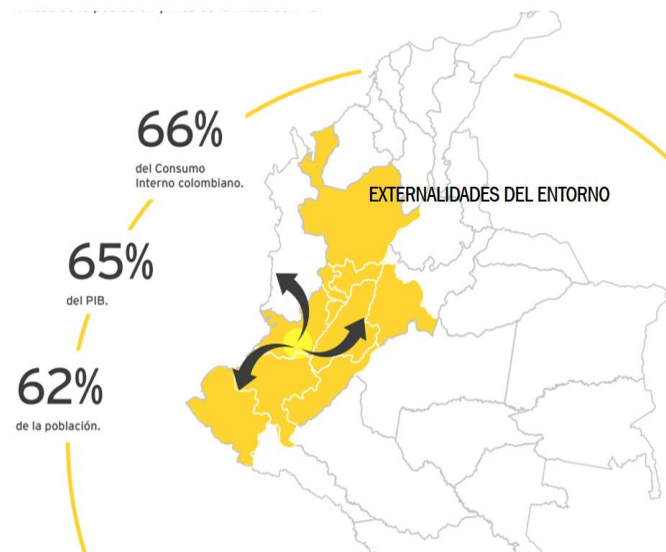 66%
del Consumo
Interno colombiano.
EXTERNALIDADES DEL ENTORNO
65%
del PIB.
62%
de la población.